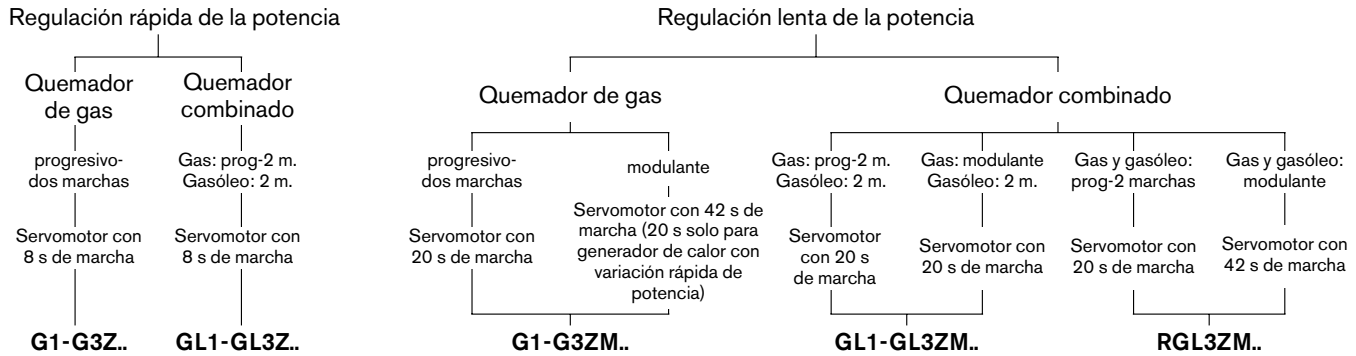 Regulación rápida de la potencia
Quemador
de gas
progresivo-
dos marchas
Servomotor con
8 s de marcha
G1-G3Z..
Quemador
combinado
Gas: prog-2 m.
Gasóleo: 2 m.
Servomotor con
8 s de marcha
GL1-GL3Z..
Regulación lenta de la potencia
Quemador de gas
progresivo-
dos marchas
Servomotor con
20 s de marcha
modulante
Servomotor con 42 s de
marcha (20 s solo para
generador de calor con
variación rápida de
potencia)
G1-G3ZM..
Quemador combinado
Gas: prog-2 m.
Gasóleo: 2 m.
Servomotor
con 20 s
de marcha
Gas: modulante
Gasóleo: 2 m.
Servomotor con
20 s de marcha
GL1-GL3ZM..
Gas y gasóleo:
prog-2 marchas
Servomotor con
20 s de marcha
Gas y gasóleo:
modulante
Servomotor con
42 s de marcha
RGL3ZM..